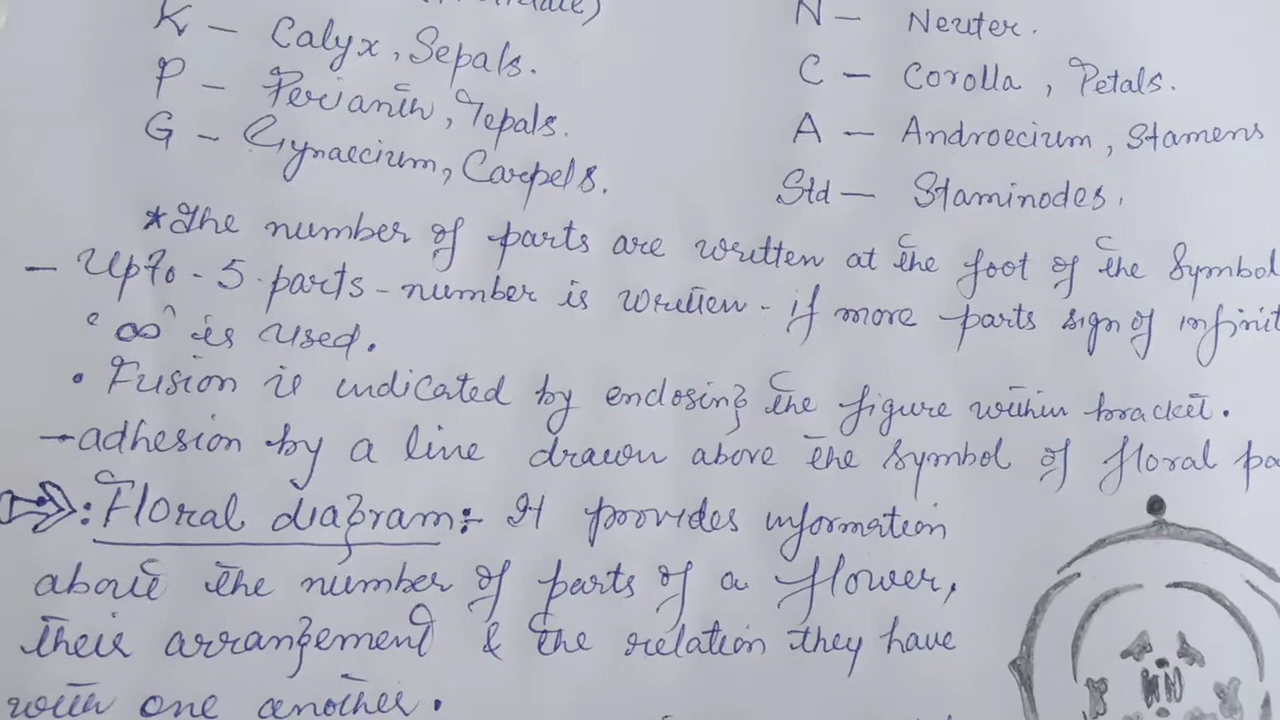 K – Calyx, Sepals.
P – Perianth, Tepals.
G – Gynaecium, Carpels.
N – Neuter.
C – Corolla, Petals.
A – Androecium, Stamens
Std – Staminodes.
*The number of parts are written at the foot of the Symbol
– Upto - 5 parts - number is written - if more parts sign of infinit
'∞' is used.
• Fusion is indicated by enclosing the figure within bracket.
– adhesion by a line drawn above the symbol of floral pa
⇒: Floral diagram:- It provides information
about the number of parts of a flower,
their arrangement & the relation they have
with one another.